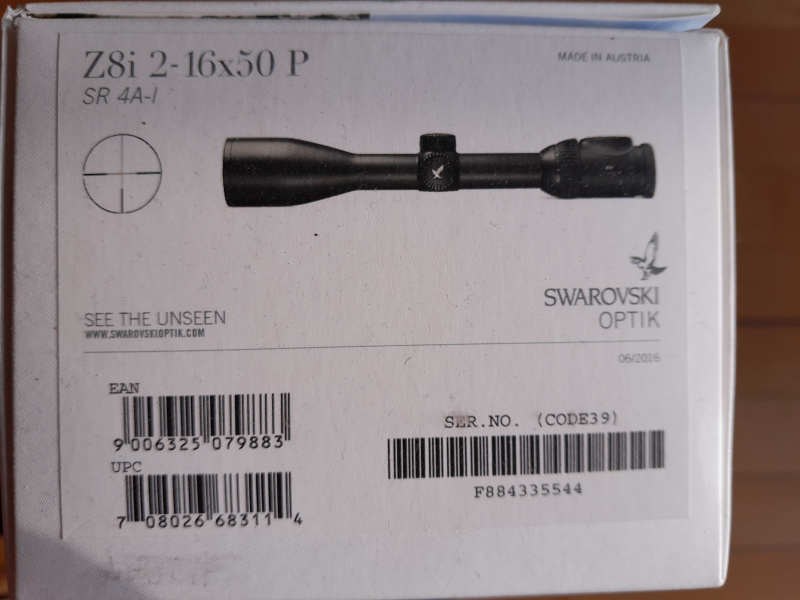 Z8i 2-16x50 P
MADE IN AUSTRIA
SR 4A-I
SEE THE UNSEEN
WWW.SWAROVSKIOPTIK.COM
SWAROVSKI
OPTIK
06/2016
EAN
9 006325 079883
UPC
7 08026 68311 4
SER.NO. (CODE39)
F884335544